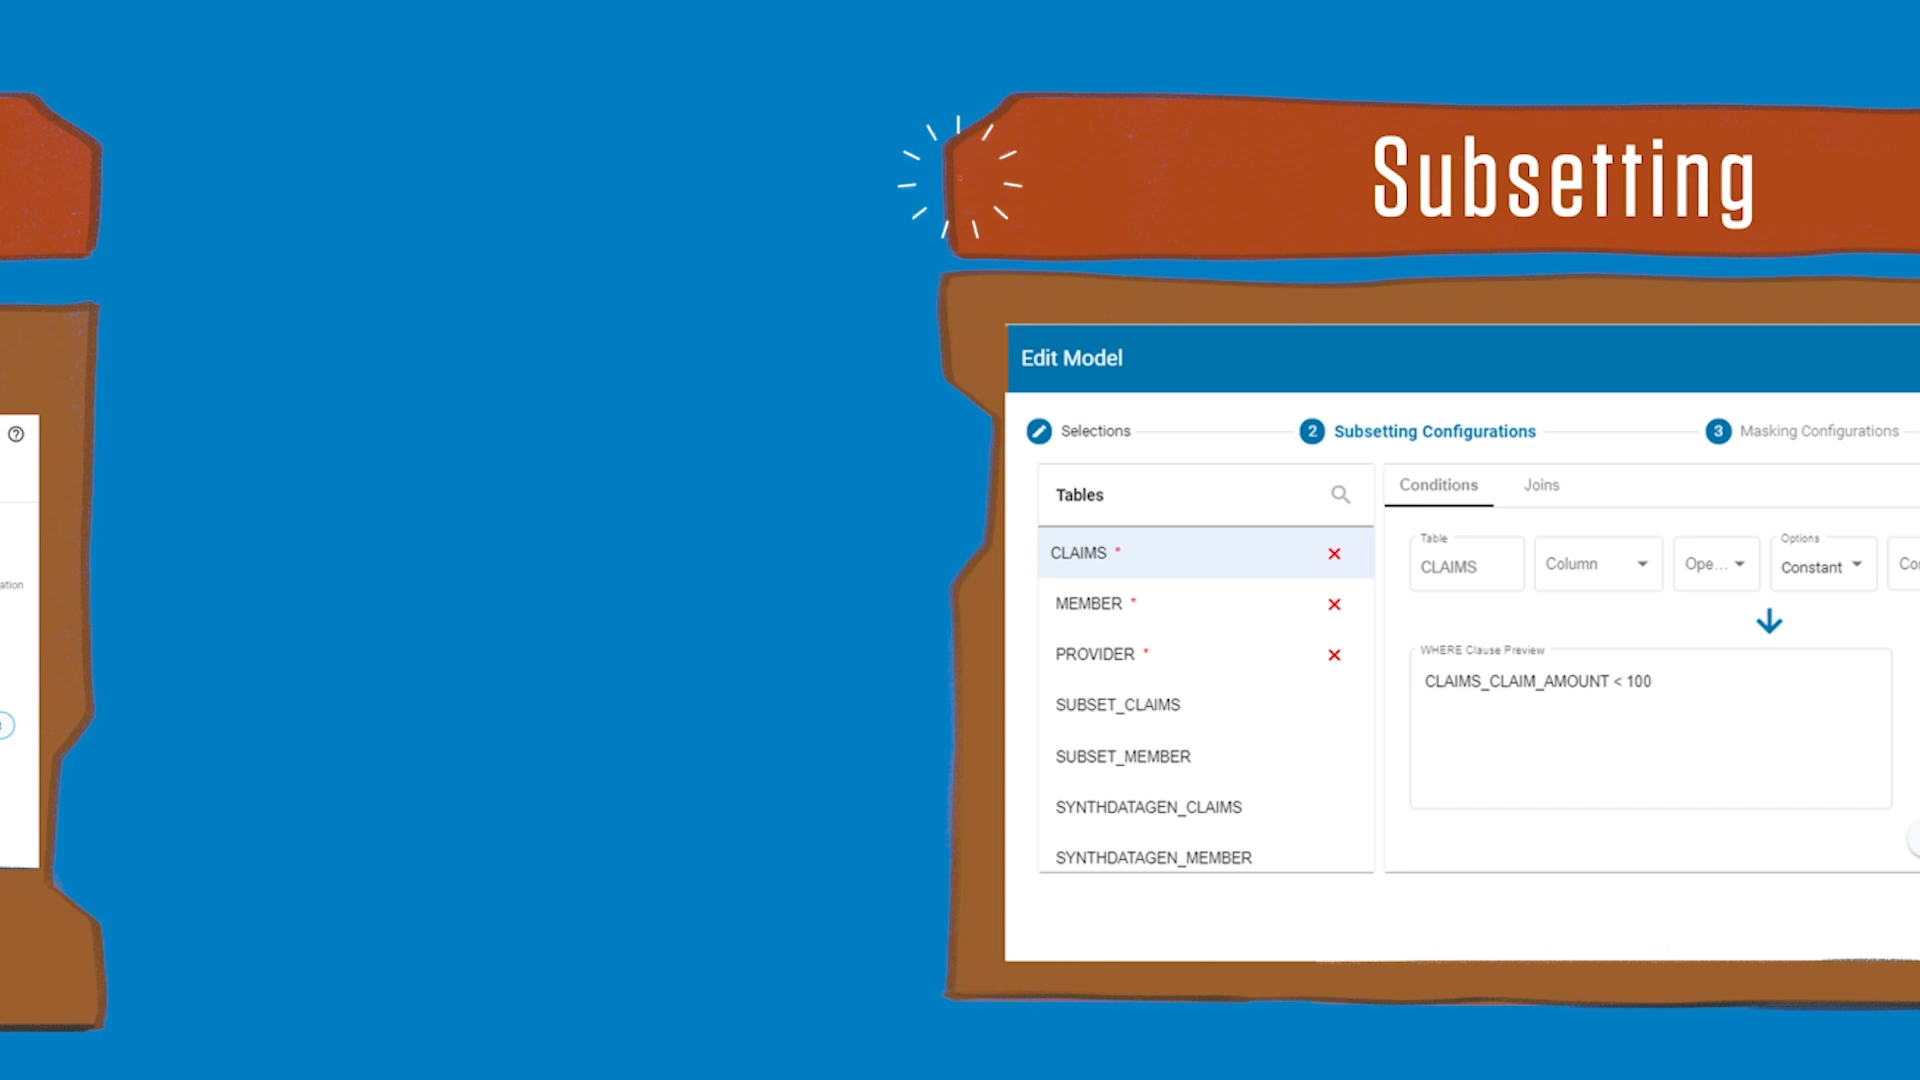 Subsetting
Edit Model
Selections
2 Subsetting Configurations
3 Masking Configurations
Tables
Conditions Joins
CLAIMS *
MEMBER *
PROVIDER *
SUBSET_CLAIMS
SUBSET_MEMBER
SYNTHDATAGEN_CLAIMS
SYNTHDATAGEN_MEMBER
Table
CLAIMS
Column
Ope...
Options
Constant
WHERE Clause Preview
CLAIMS_CLAIM_AMOUNT < 100